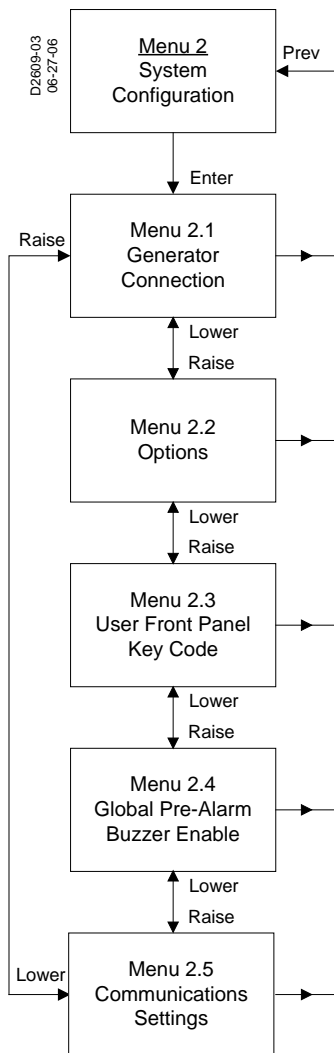 D2609-03
06-27-06
Menu 2
System
Configuration
Prev
Enter
Raise
Menu 2.1
Generator
Connection
Lower
Raise
Menu 2.2
Options
Lower
Raise
Menu 2.3
User Front Panel
Key Code
Lower
Raise
Menu 2.4
Global Pre-Alarm
Buzzer Enable
Lower
Raise
Lower
Menu 2.5
Communications
Settings